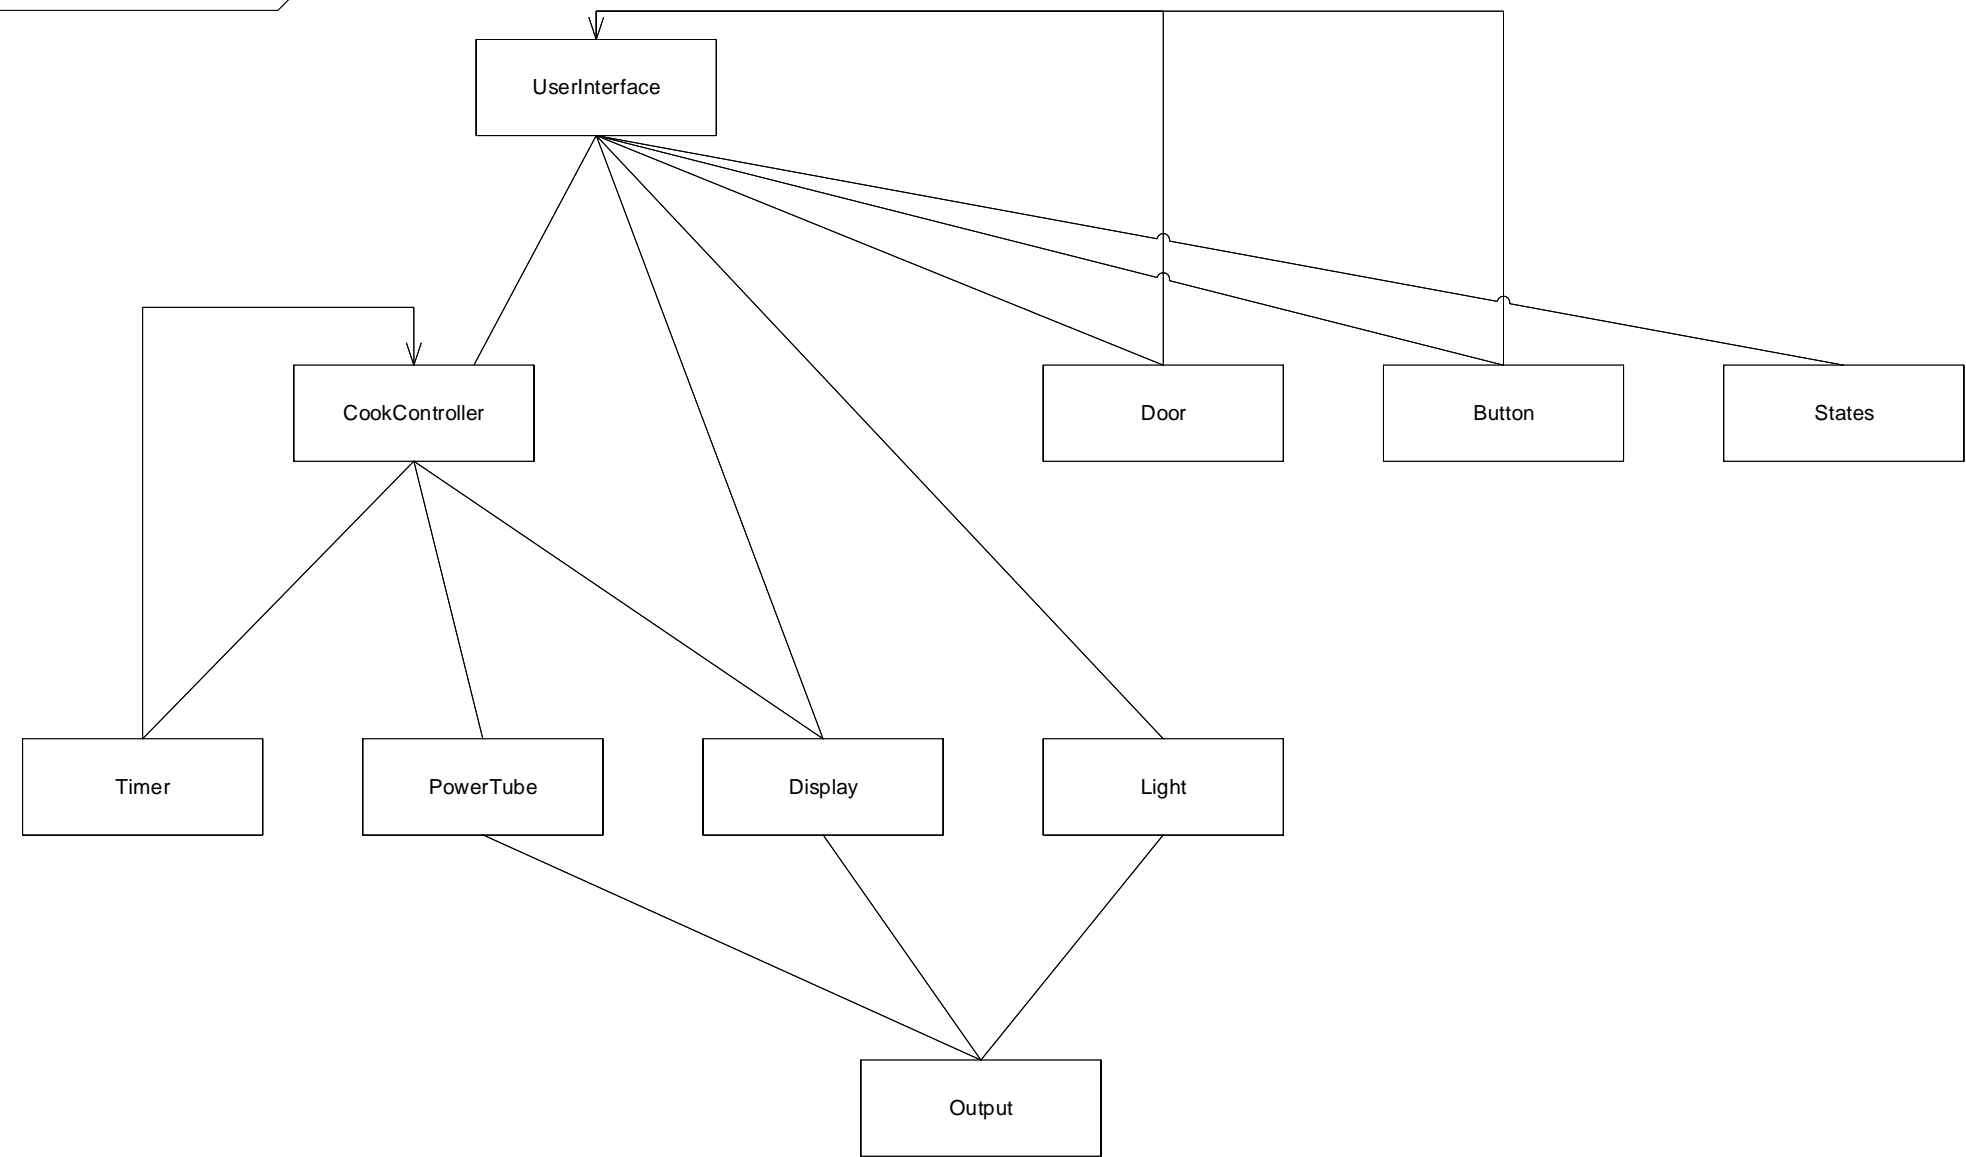 UserInterface
CookController
Door
Button
States
Timer
PowerTube
Display
Light
Output